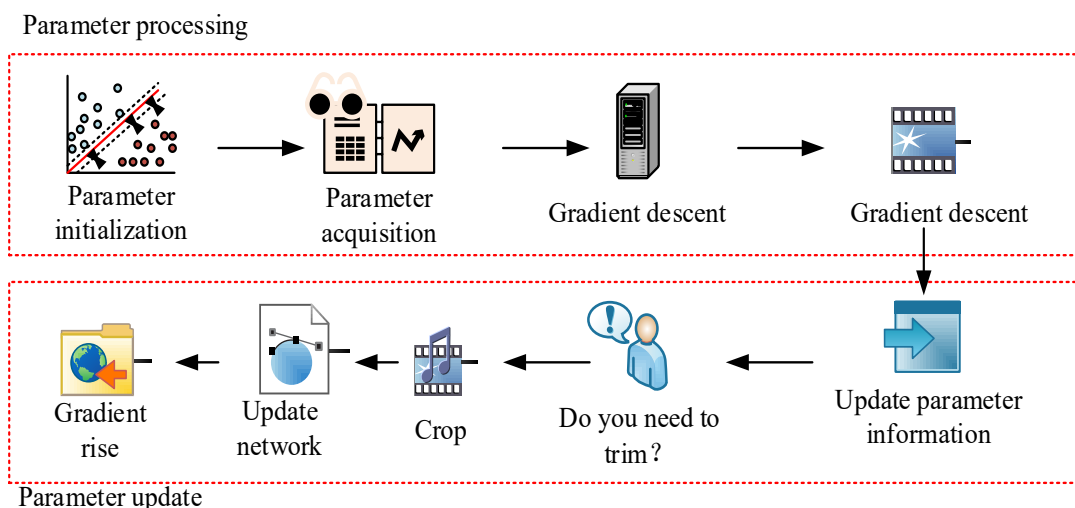 Parameter processing
Parameter
initialization
Parameter
acquisition
Gradient descent
Gradient descent
Update parameter
information
Do you need to
trim？
Crop
Update
network
Gradient
rise
Parameter update